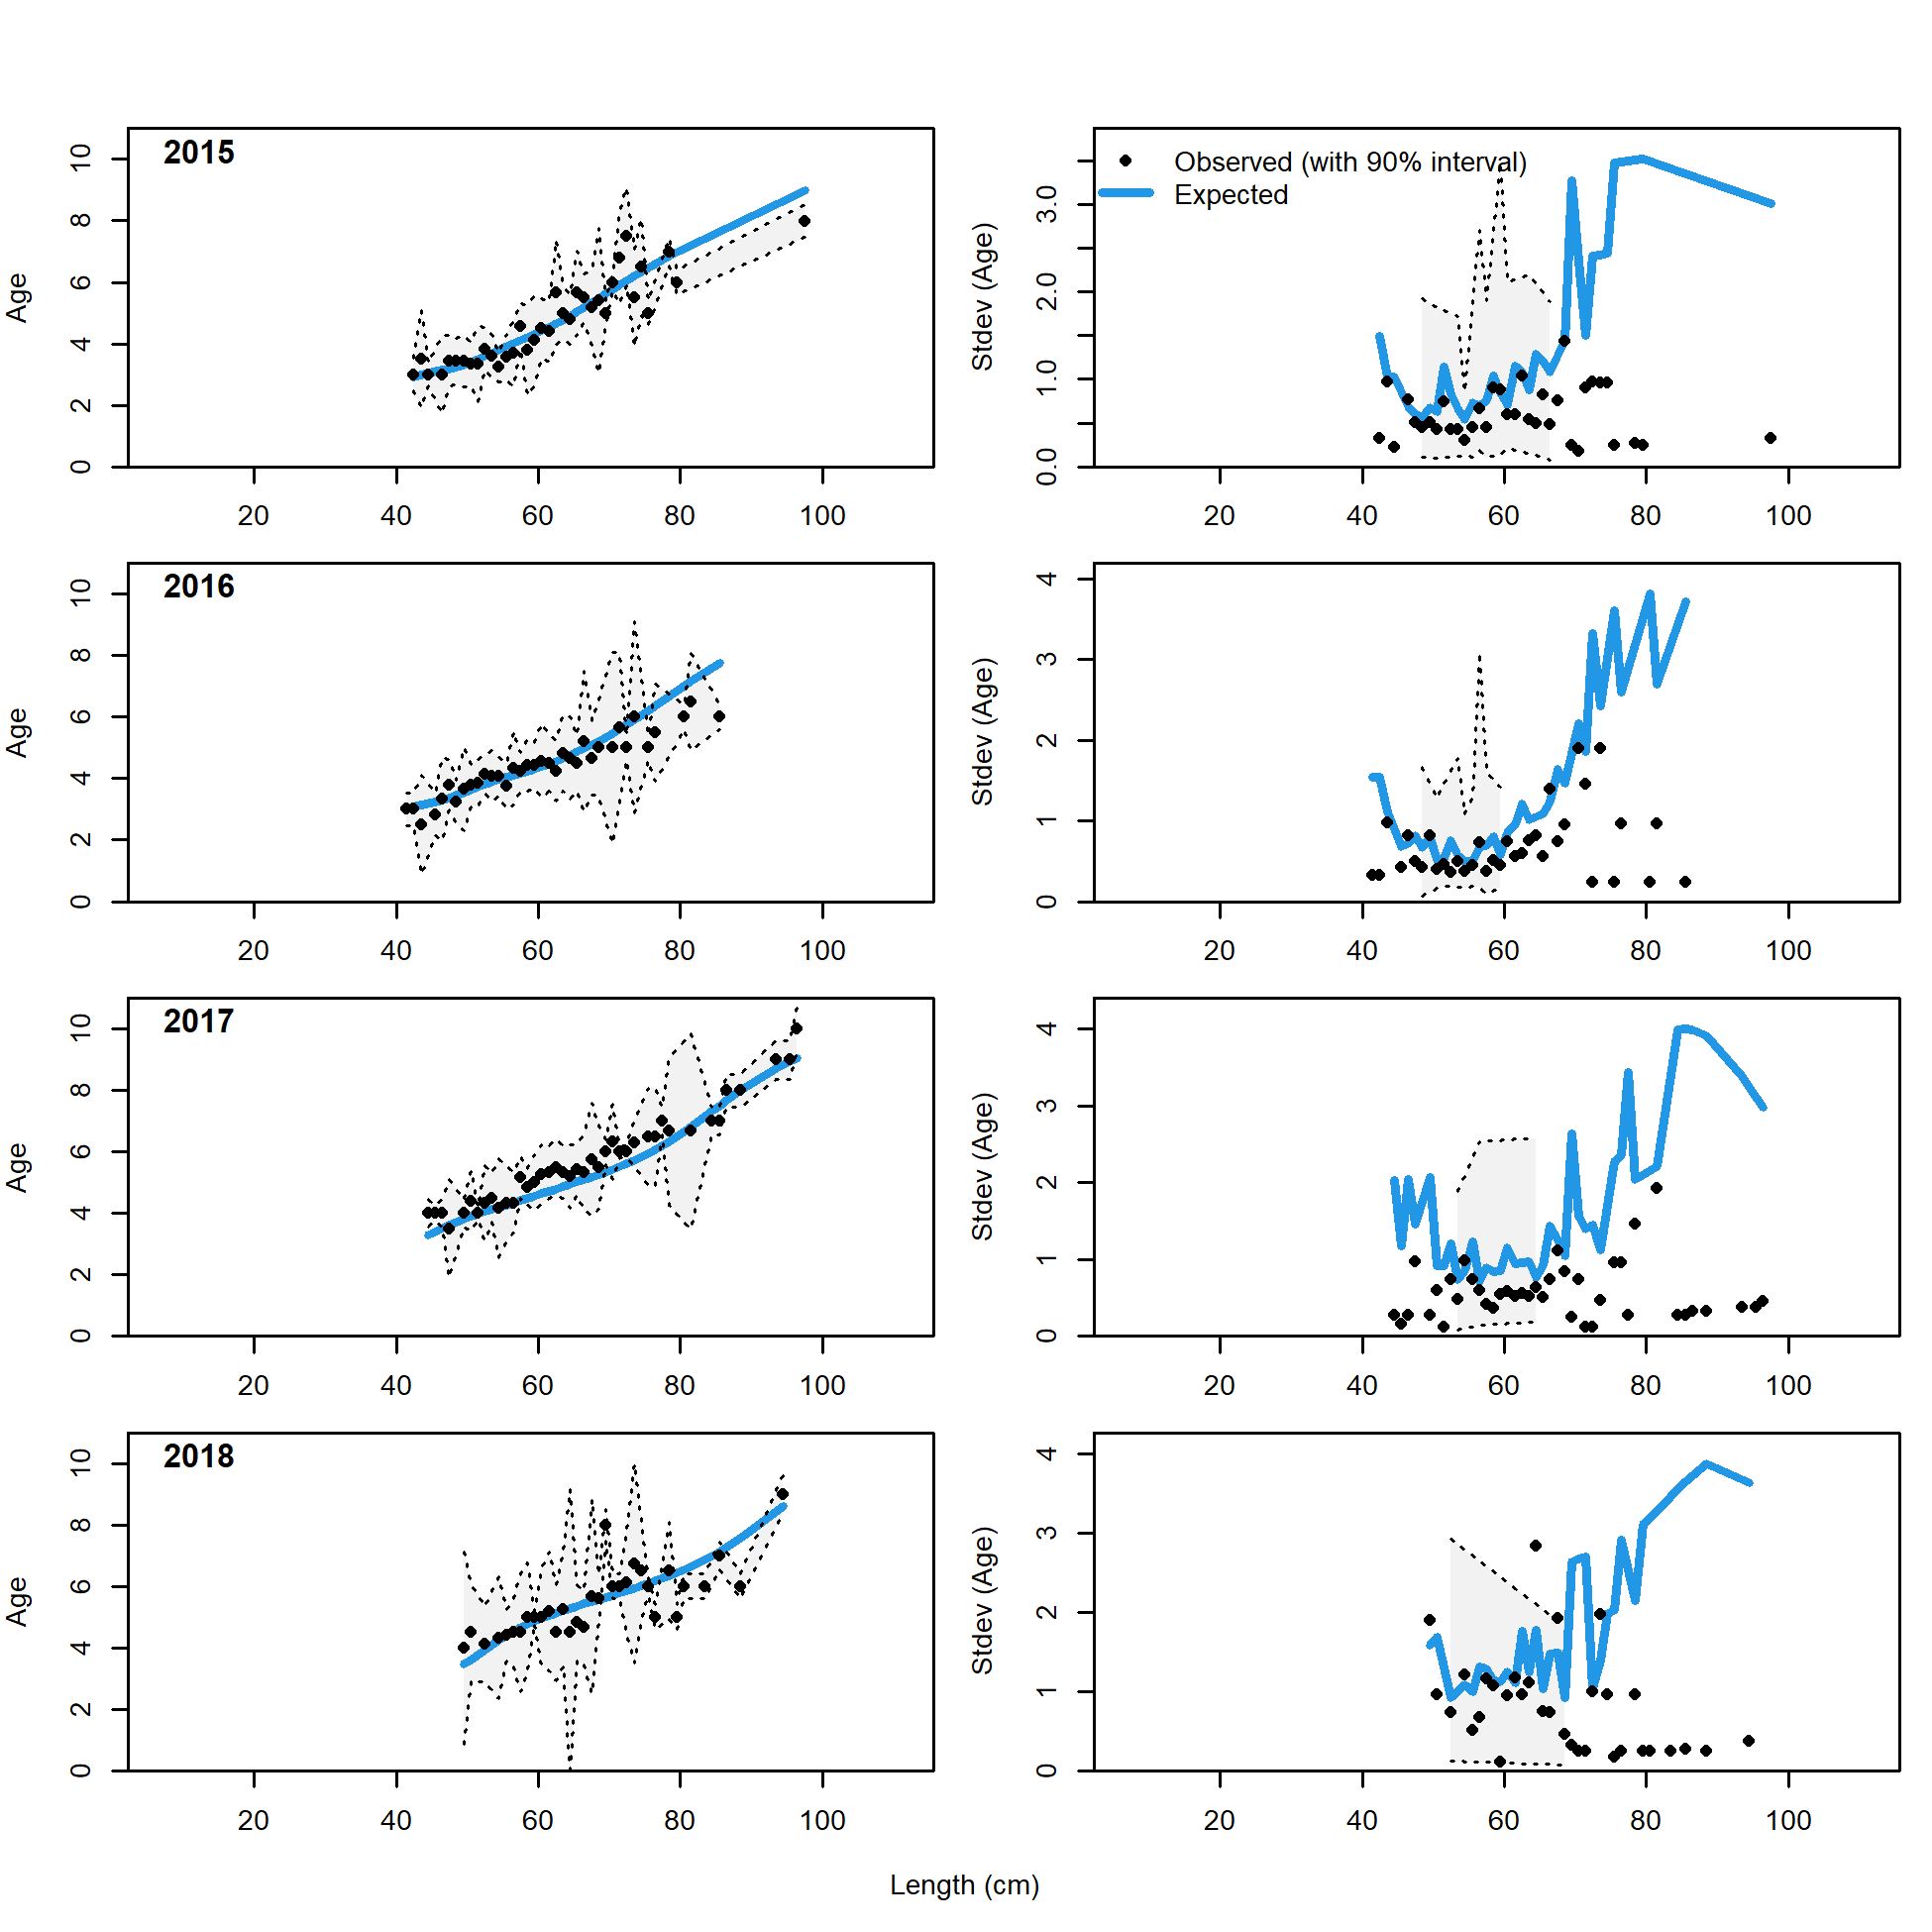 2015
Age
0 2 4 6 8 10
20 40 60 80 100
Observed (with 90% interval)
Expected
Stdev (Age)
0.0 1.0 2.0 3.0
20 40 60 80 100
2016
Age
0 2 4 6 8 10
20 40 60 80 100
Stdev (Age)
0 1 2 3 4
20 40 60 80 100
2017
Age
0 2 4 6 8 10
20 40 60 80 100
Stdev (Age)
0 1 2 3 4
20 40 60 80 100
2018
Age
0 2 4 6 8 10
20 40 60 80 100
Stdev (Age)
0 1 2 3 4
20 40 60 80 100
Length (cm)